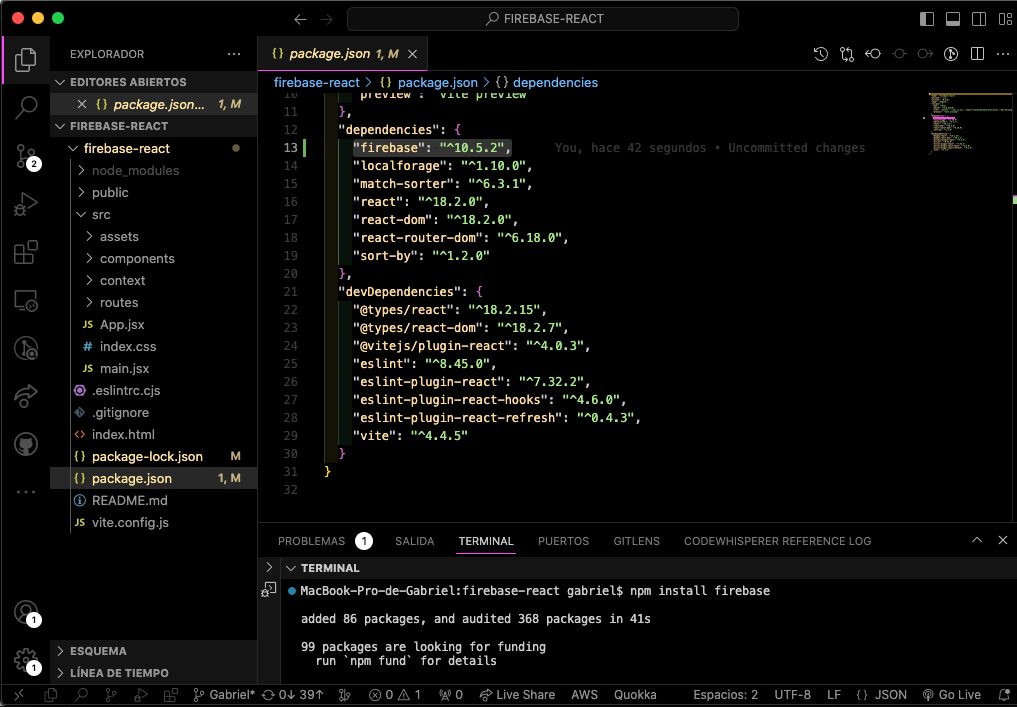 FIREBASE-REACT
EXPLORADOR
EDITORES ABIERTOS
package.json... 1, M
FIREBASE-REACT
firebase-react
node_modules
public
src
assets
components
context
routes
JS App.jsx
# index.css
JS main.jsx
.eslintrc.cjs
.gitignore
<> index.html
{} package-lock.json M
{} package.json 1, M
README.md
JS vite.config.js
ESQUEMA
LÍNEA DE TIEMPO
2
1
1
{} package.json 1, M
firebase-react > {} package.json > {} dependencies
10 "preview": "vite preview"
11 },
12 "dependencies": {
13 "firebase": "^10.5.2", You, hace 42 segundos • Uncommitted changes
14 "localforage": "^1.10.0",
15 "match-sorter": "^6.3.1",
16 "react": "^18.2.0",
17 "react-dom": "^18.2.0",
18 "react-router-dom": "^6.18.0",
19 "sort-by": "^1.2.0"
20 },
21 "devDependencies": {
22 "@types/react": "^18.2.15",
23 "@types/react-dom": "^18.2.7",
24 "@vitejs/plugin-react": "^4.0.3",
25 "eslint": "^8.45.0",
26 "eslint-plugin-react": "^7.32.2",
27 "eslint-plugin-react-hooks": "^4.6.0",
28 "eslint-plugin-react-refresh": "^0.4.3",
29 "vite": "^4.4.5"
30 }
31 }
32
PROBLEMAS 1 SALIDA TERMINAL PUERTOS GITLENS CODEWHISPERER REFERENCE LOG
TERMINAL
MacBook-Pro-de-Gabriel:firebase-react gabriel$ npm install firebase
added 86 packages, and audited 368 packages in 41s
99 packages are looking for funding
run `npm fund` for details
Gabriel* 0↓ 39↑ 0 1 0 Live Share AWS Quokka Espacios: 2 UTF-8 LF {} JSON Go Live